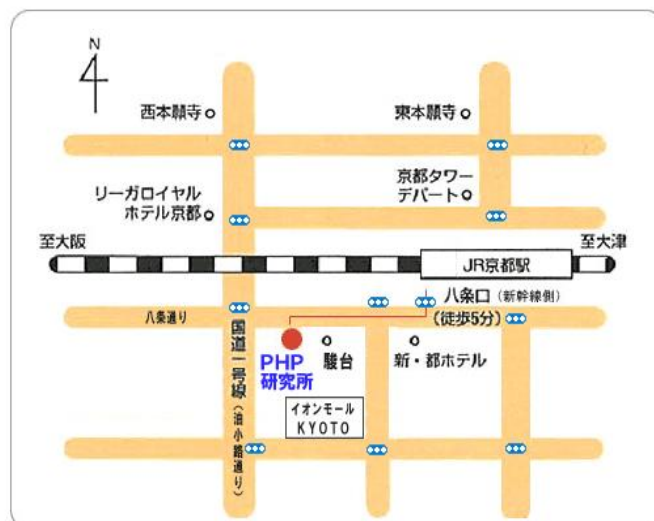 N
西本願寺
東本願寺
京都タワー
デパート
リーガロイヤル
ホテル京都
至大阪
至大津
JR京都駅
八条口（新幹線側）
（徒歩5分）
八条通り
国道一号線（油小路通り）
PHP
研究所
駿台
新・都ホテル
イオンモール
KYOTO